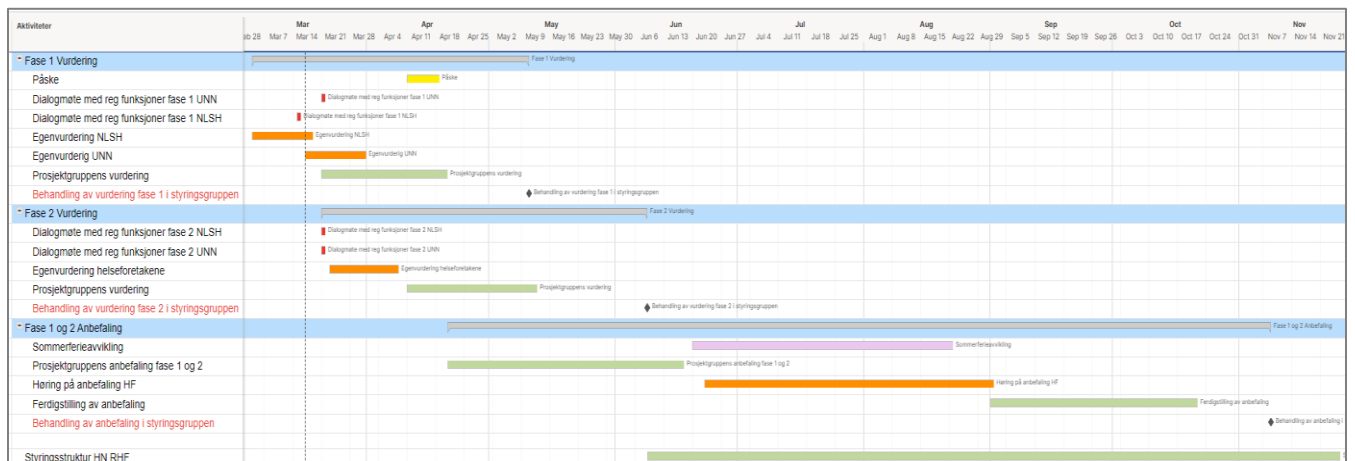 Aktiviteter
Mar Apr May Jun Jul Aug Sep Oct Nov
28 Mar 7 Mar 14 Mar 21 Mar 28 Apr 4 Apr 11 Apr 18 Apr 25 May 2 May 9 May 16 May 23 May 30 Jun 6 Jun 13 Jun 20 Jun 27 Jul 4 Jul 11 Jul 18 Jul 25 Aug 1 Aug 8 Aug 15 Aug 22 Aug 29 Sep 5 Sep 12 Sep 19 Sep 26 Oct 3 Oct 10 Oct 17 Oct 24 Oct 31 Nov 7 Nov 14 Nov 21
Fase 1 Vurdering Fase 1 Vurdering
Påske Påske
Dialogmøte med reg funksjoner fase 1 UNN Dialogmøte med reg funksjoner fase 1 UNN
Dialogmøte med reg funksjoner fase 1 NLSH Dialogmøte med reg funksjoner fase 1 NLSH
Egenvurdering NLSH Egenvurdering NLSH
Egenvurderig UNN Egenvurderig UNN
Prosjektgruppens vurdering Prosjektgruppens vurdering
Behandling av vurdering fase 1 i styringsgruppen Behandling av vurdering fase 1 i styringsgruppen
Fase 2 Vurdering Fase 2 Vurdering
Dialogmøte med reg funksjoner fase 2 NLSH Dialogmøte med reg funksjoner fase 2 NLSH
Dialogmøte med reg funksjoner fase 2 UNN Dialogmøte med reg funksjoner fase 2 UNN
Egenvurdering helseforetakene Egenvurdering helseforetakene
Prosjektgruppens vurdering Prosjektgruppens vurdering
Behandling av vurdering fase 2 i styringsgruppen Behandling av vurdering fase 2 i styringsgruppen
Fase 1 og 2 Anbefaling Fase 1 og 2 Anbefaling
Sommerferieavvikling Sommerferieavvikling
Prosjektgruppens anbefaling fase 1 og 2 Prosjektgruppens anbefaling fase 1 og 2
Høring på anbefaling HF Høring på anbefaling HF
Ferdigstilling av anbefaling Ferdigstilling av anbefaling
Behandling av anbefaling i styringsgruppen Behandling av anbefaling i
Styringsstruktur HN RHF